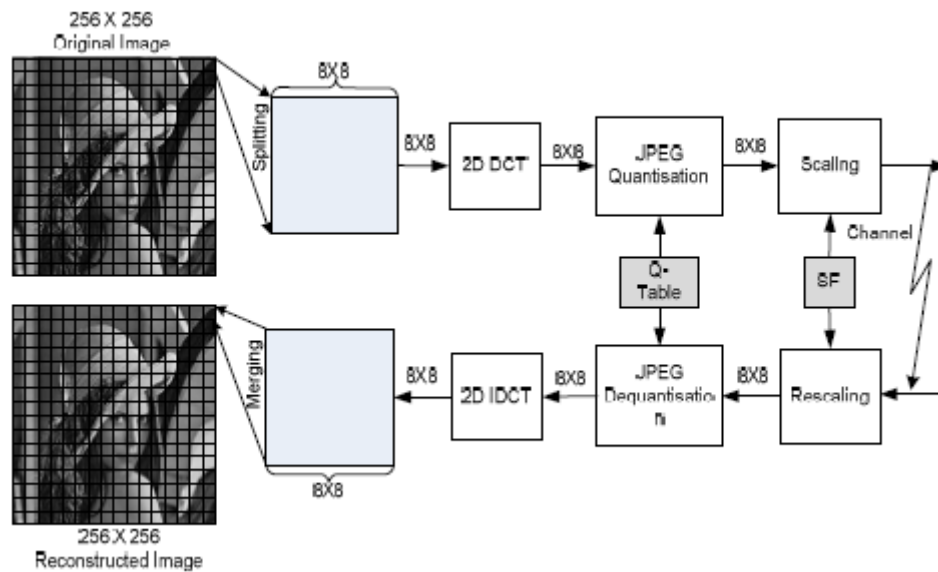 256 X 256
Original Image
8X8
Splitting
8X8
2D DCT
8X8
JPEG
Quantisation
8X8
Scaling
Channel
Q-
Table
SF
Merging
8X8
2D IDCT
8X8
JPEG
Dequantisatio
n
8X8
Rescaling
8X8
256 X 256
Reconstructed Image